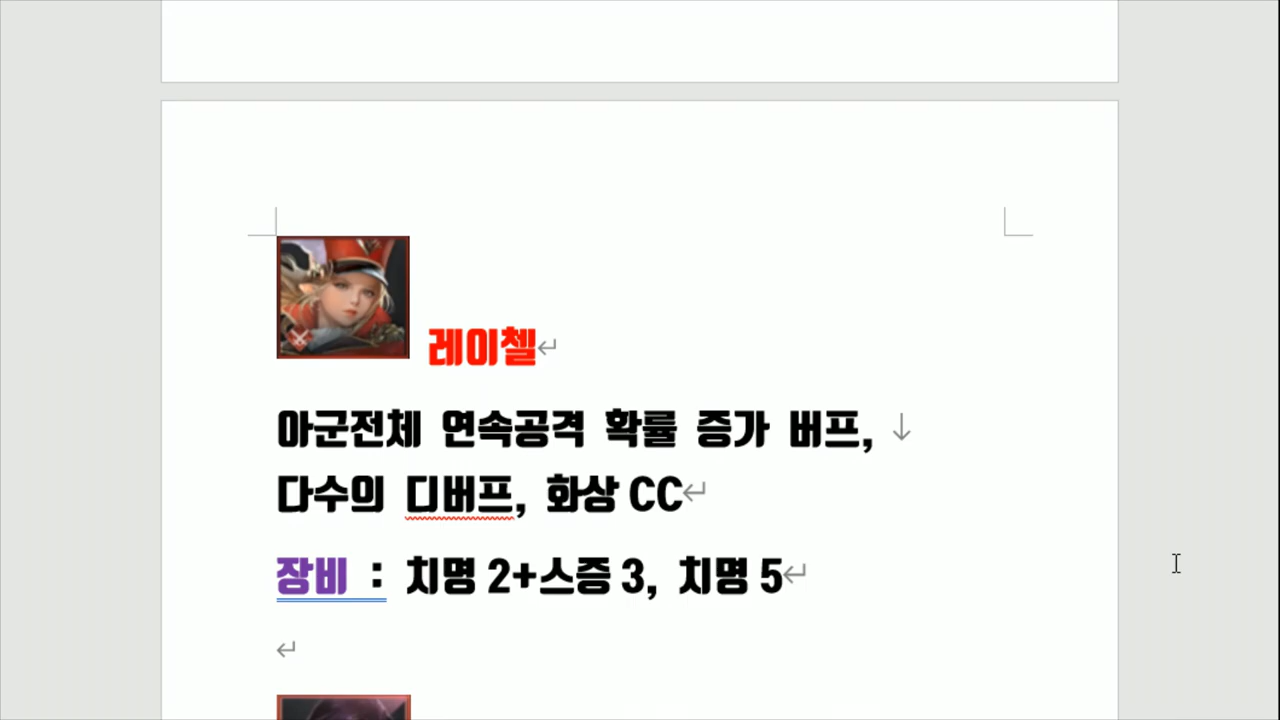 레이첼
아군전체 연속공격 확률 증가 버프,
다수의 디버프, 화상 CC
장비 : 치명 2+스증 3, 치명 5